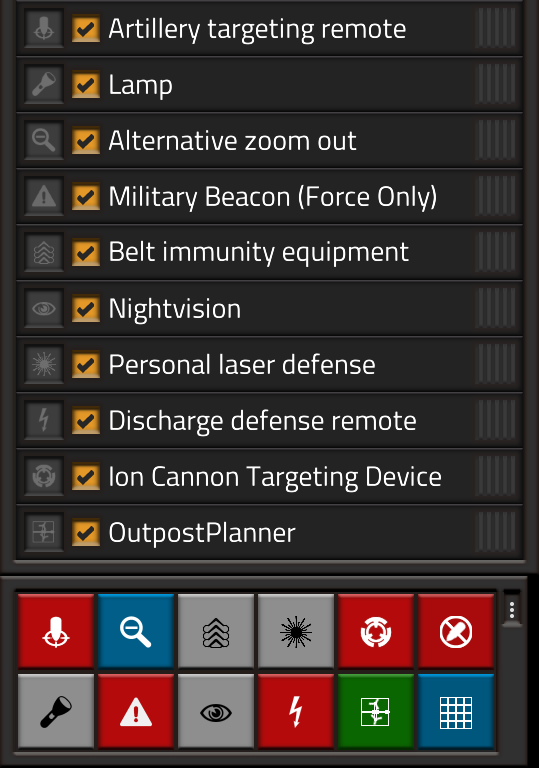 Artillery targeting remote
Lamp
Alternative zoom out
Military Beacon (Force Only)
Belt immunity equipment
Nightvision
Personal laser defense
Discharge defense remote
Ion Cannon Targeting Device
OutpostPlanner